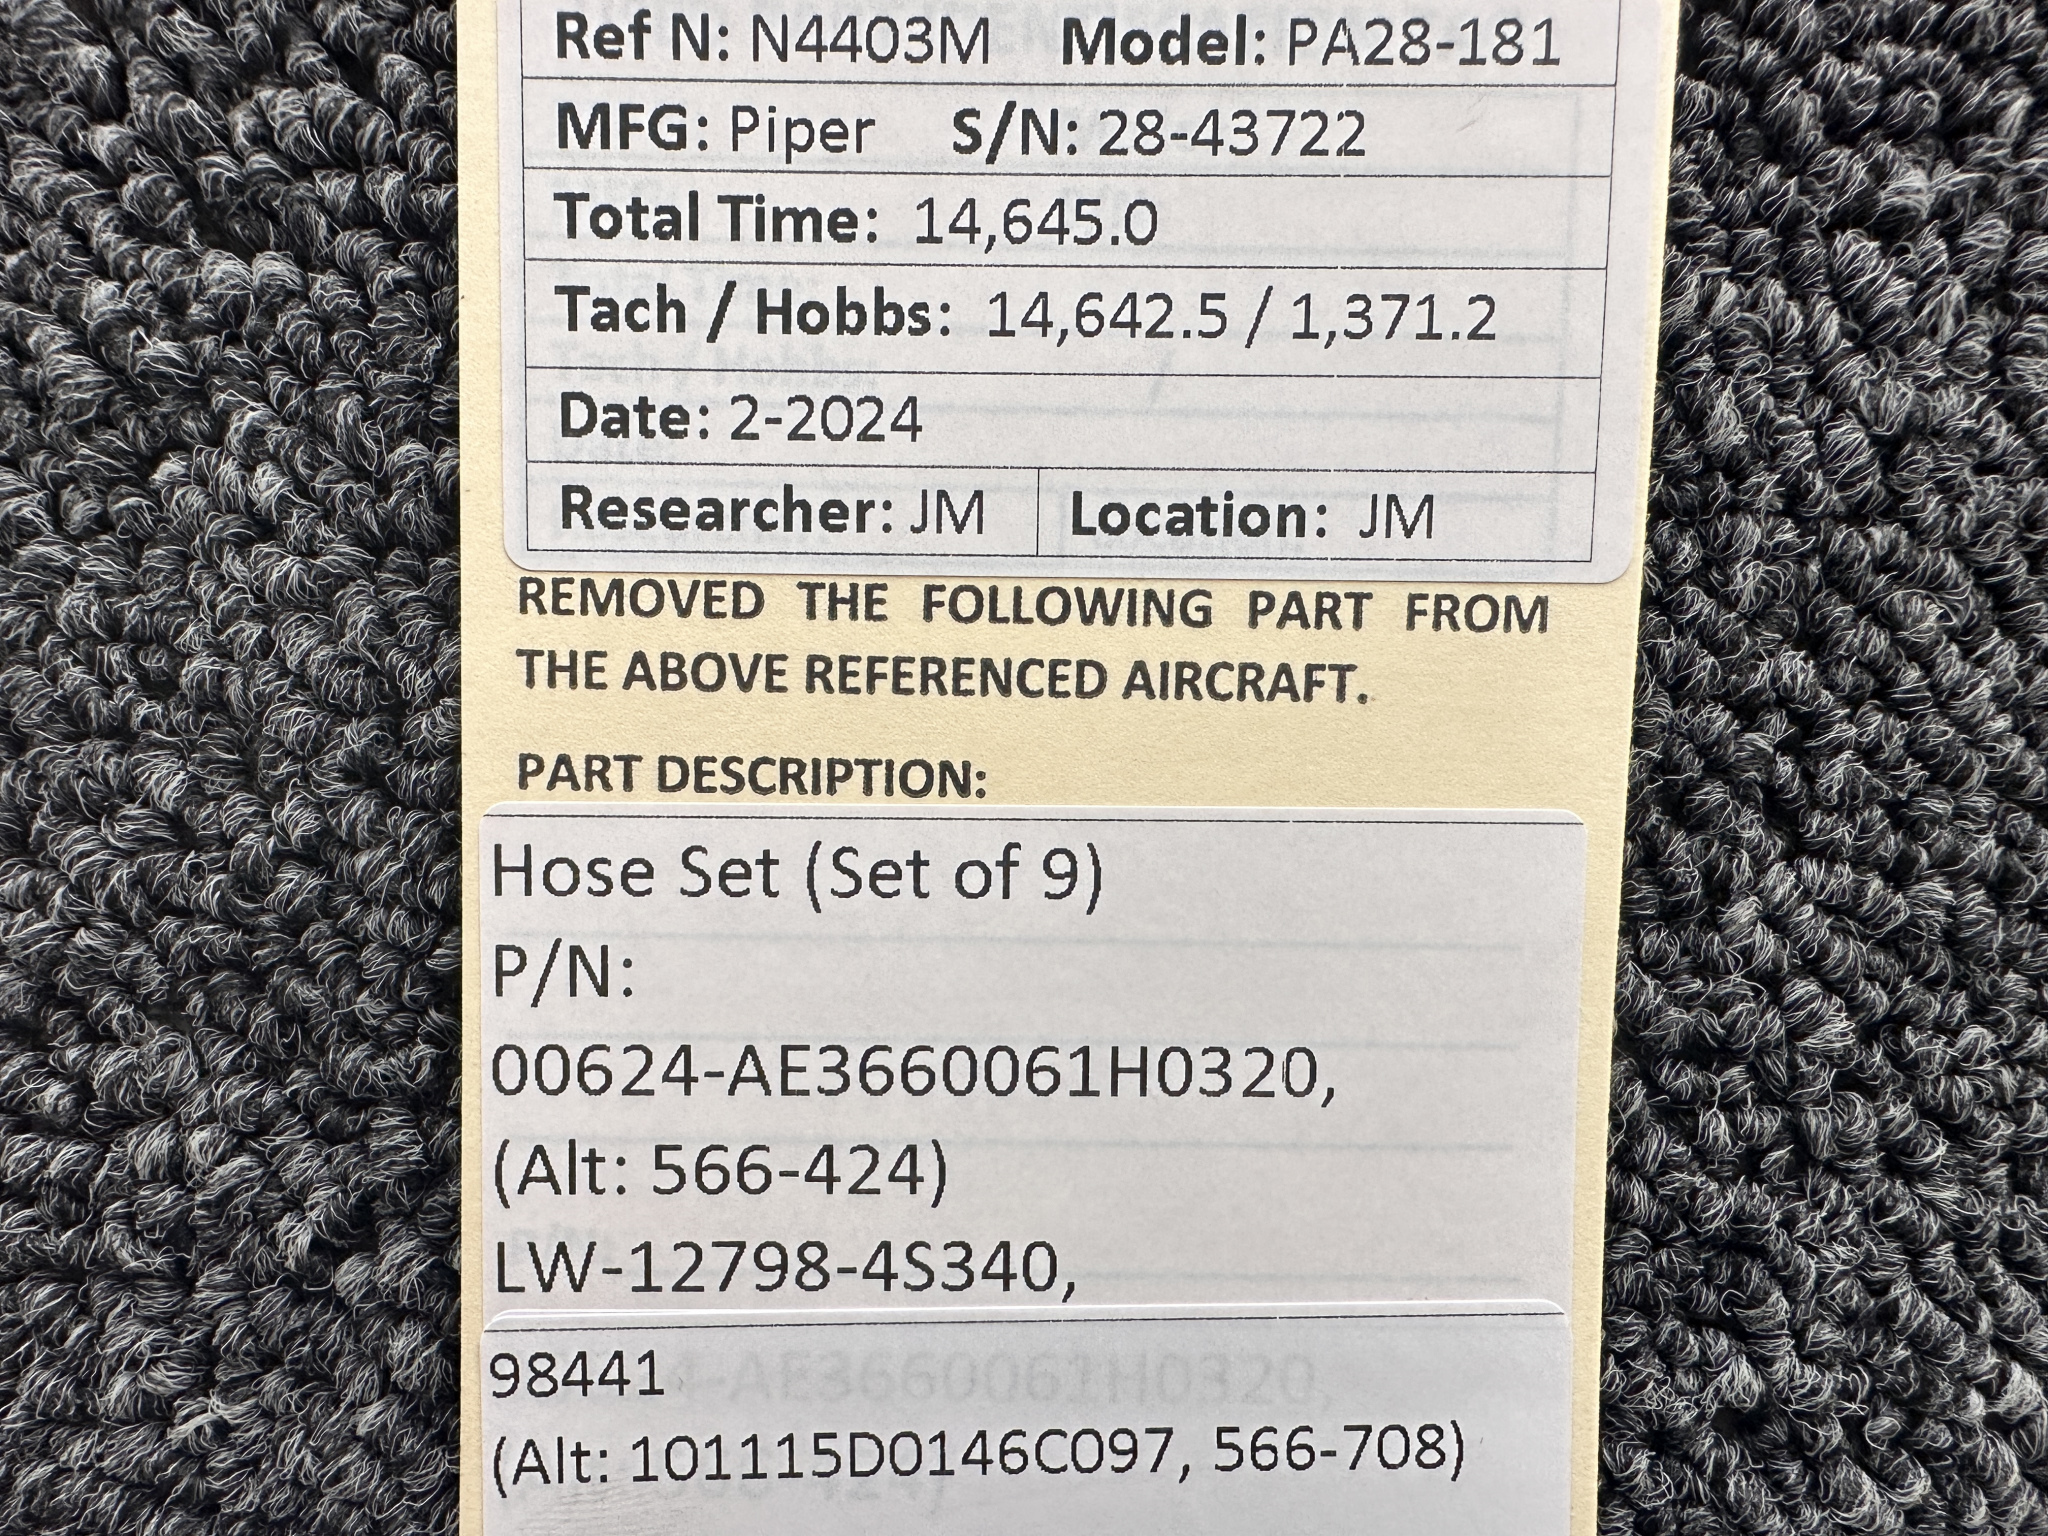 Ref N: N4403M Model: PA28-181
MFG: Piper S/N: 28-43722
Total Time: 14,645.0
Tach / Hobbs: 14,642.5 / 1,371.2
Date: 2-2024
Researcher: JM Location: JM
REMOVED THE FOLLOWING PART FROM
THE ABOVE REFERENCED AIRCRAFT.
PART DESCRIPTION:
Hose Set (Set of 9)
P/N:
00624-AE3660061H0320,
(Alt: 566-424)
LW-12798-4S340,
98441
(Alt: 101115D0146C097, 566-708)